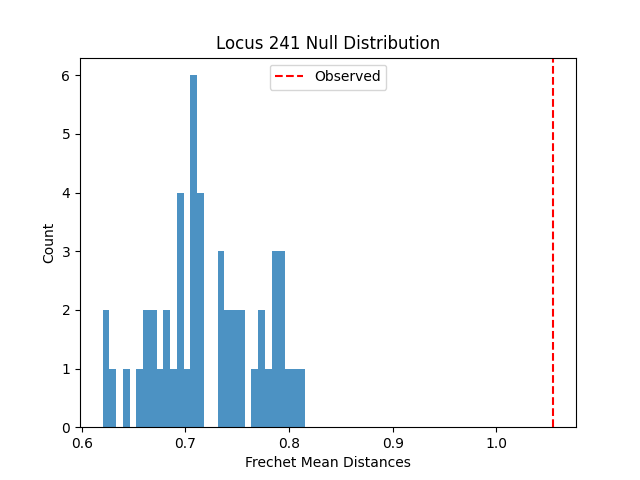 Locus 241 Null Distribution
Observed
6
5
4
3
2
1
0
Count
0.6 0.7 0.8 0.9 1.0
Frechet Mean Distances